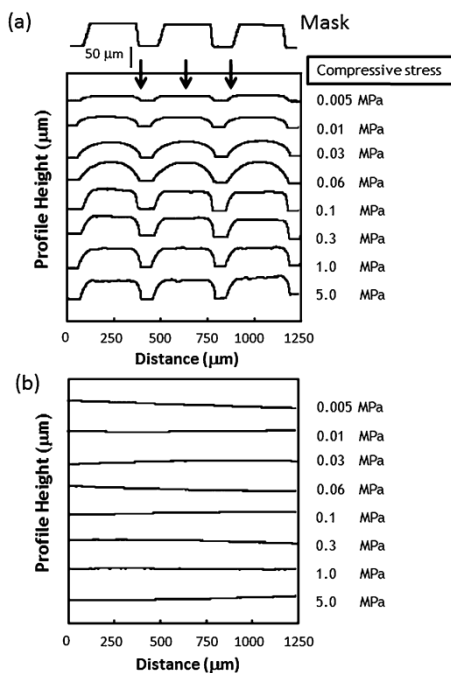 (a)
Mask
50 μm
Compressive stress
0.005 MPa
0.01 MPa
0.03 MPa
0.06 MPa
0.1 MPa
0.3 MPa
1.0 MPa
5.0 MPa
Profile Height (μm)
0 250 500 750 1000 1250
Distance (μm)
(b)
0.005 MPa
0.01 MPa
0.03 MPa
0.06 MPa
0.1 MPa
0.3 MPa
1.0 MPa
5.0 MPa
Profile Height (μm)
0 250 500 750 1000 1250
Distance (μm)